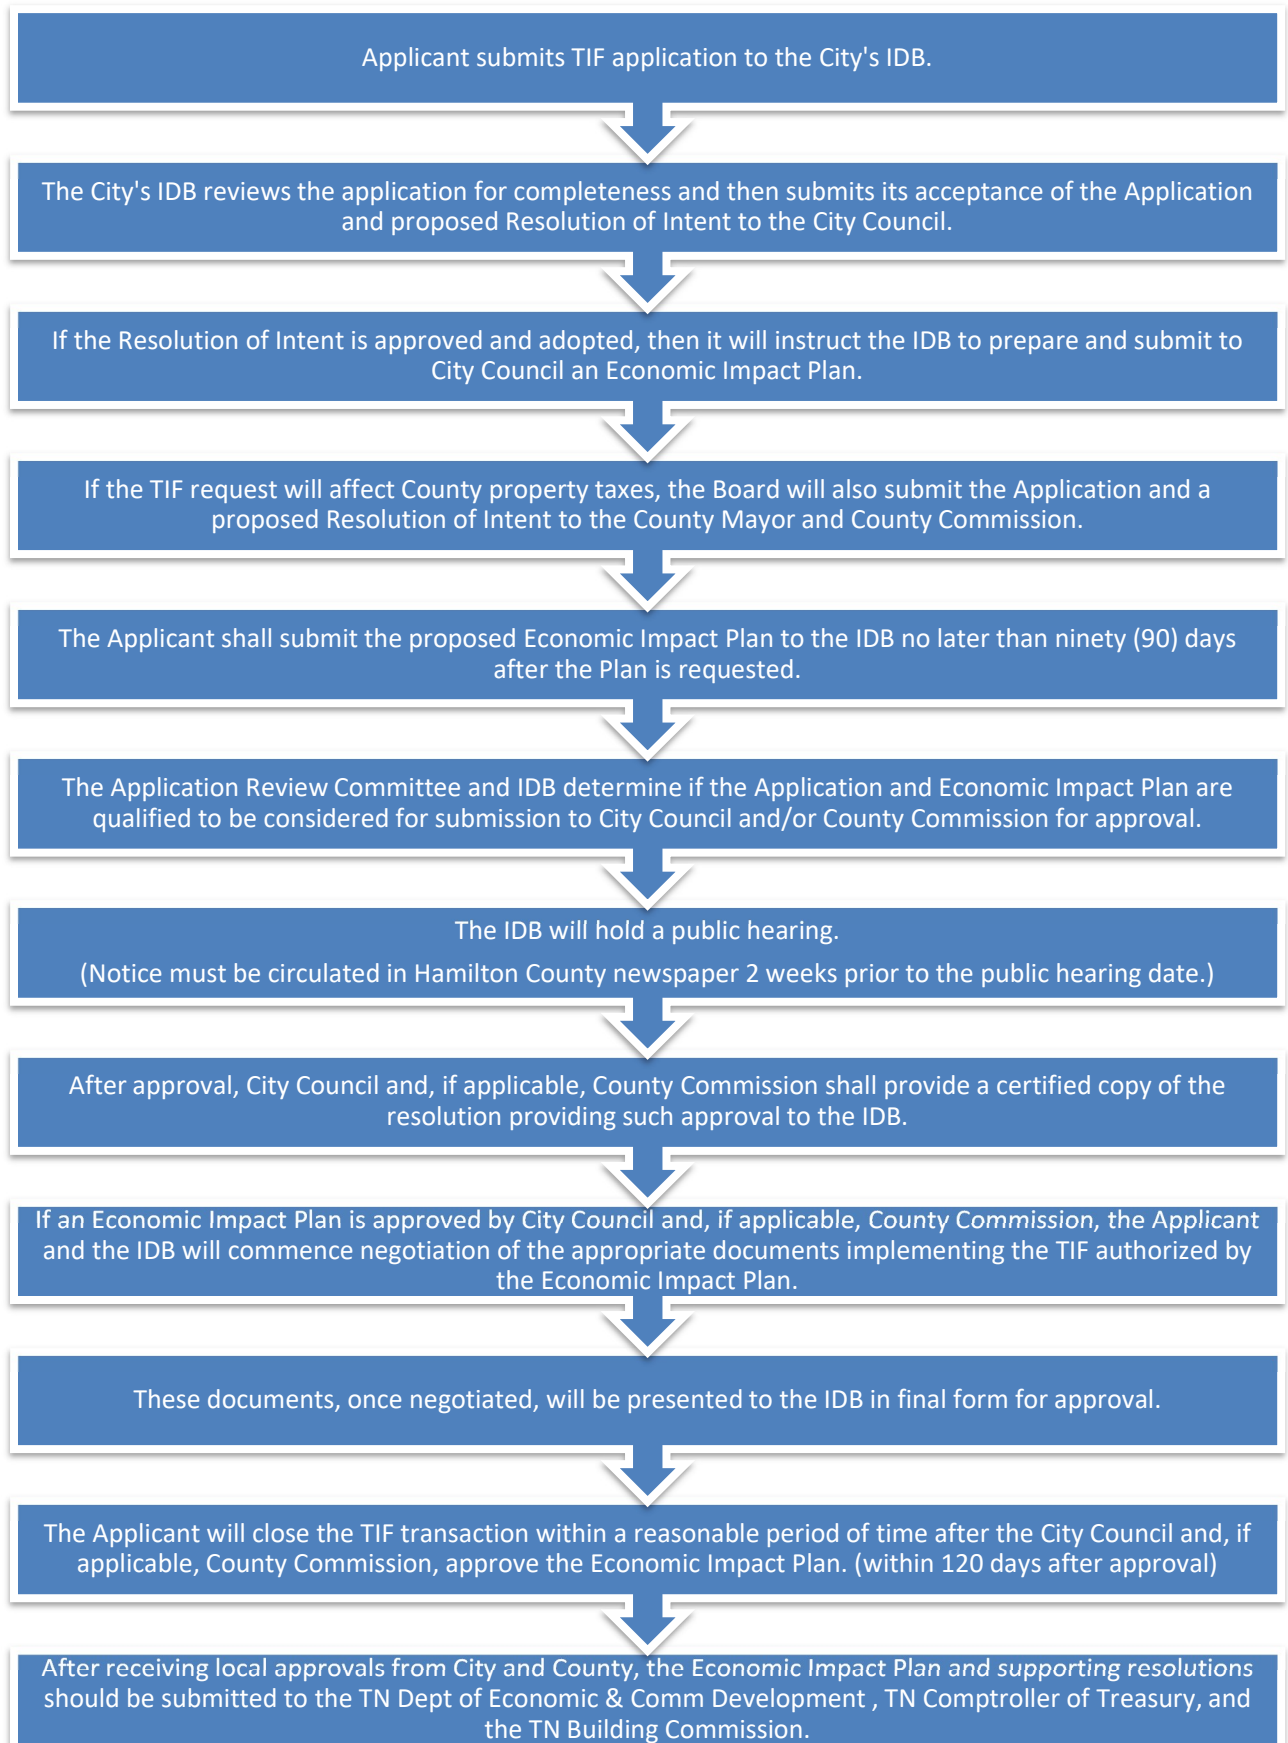 Applicant submits TIF application to the City's IDB.
The City's IDB reviews the application for completeness and then submits its acceptance of the Application
and proposed Resolution of Intent to the City Council.
If the Resolution of Intent is approved and adopted, then it will instruct the IDB to prepare and submit to
City Council an Economic Impact Plan.
If the TIF request will affect County property taxes, the Board will also submit the Application and a
proposed Resolution of Intent to the County Mayor and County Commission.
The Applicant shall submit the proposed Economic Impact Plan to the IDB no later than ninety (90) days
after the Plan is requested.
The Application Review Committee and IDB determine if the Application and Economic Impact Plan are
qualified to be considered for submission to City Council and/or County Commission for approval.
The IDB will hold a public hearing.
(Notice must be circulated in Hamilton County newspaper 2 weeks prior to the public hearing date.)
After approval, City Council and, if applicable, County Commission shall provide a certified copy of the
resolution providing such approval to the IDB.
If an Economic Impact Plan is approved by City Council and, if applicable, County Commission, the Applicant
and the IDB will commence negotiation of the appropriate documents implementing the TIF authorized by
the Economic Impact Plan.
These documents, once negotiated, will be presented to the IDB in final form for approval.
The Applicant will close the TIF transaction within a reasonable period of time after the City Council and, if
applicable, County Commission, approve the Economic Impact Plan. (within 120 days after approval)
After receiving local approvals from City and County, the Economic Impact Plan and supporting resolutions
should be submitted to the TN Dept of Economic & Comm Development , TN Comptroller of Treasury, and
the TN Building Commission.